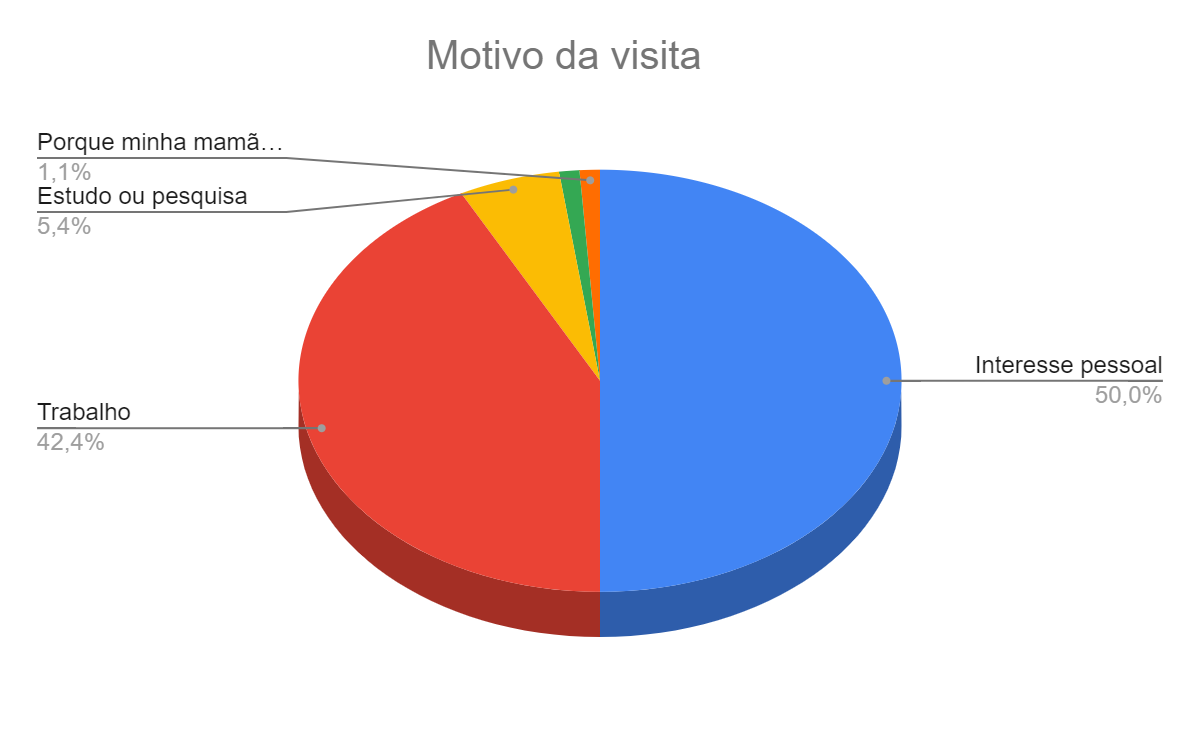 Motivo da visita
Porque minha mamã…
1,1%
Estudo ou pesquisa
5,4%
Interesse pessoal
50,0%
Trabalho
42,4%